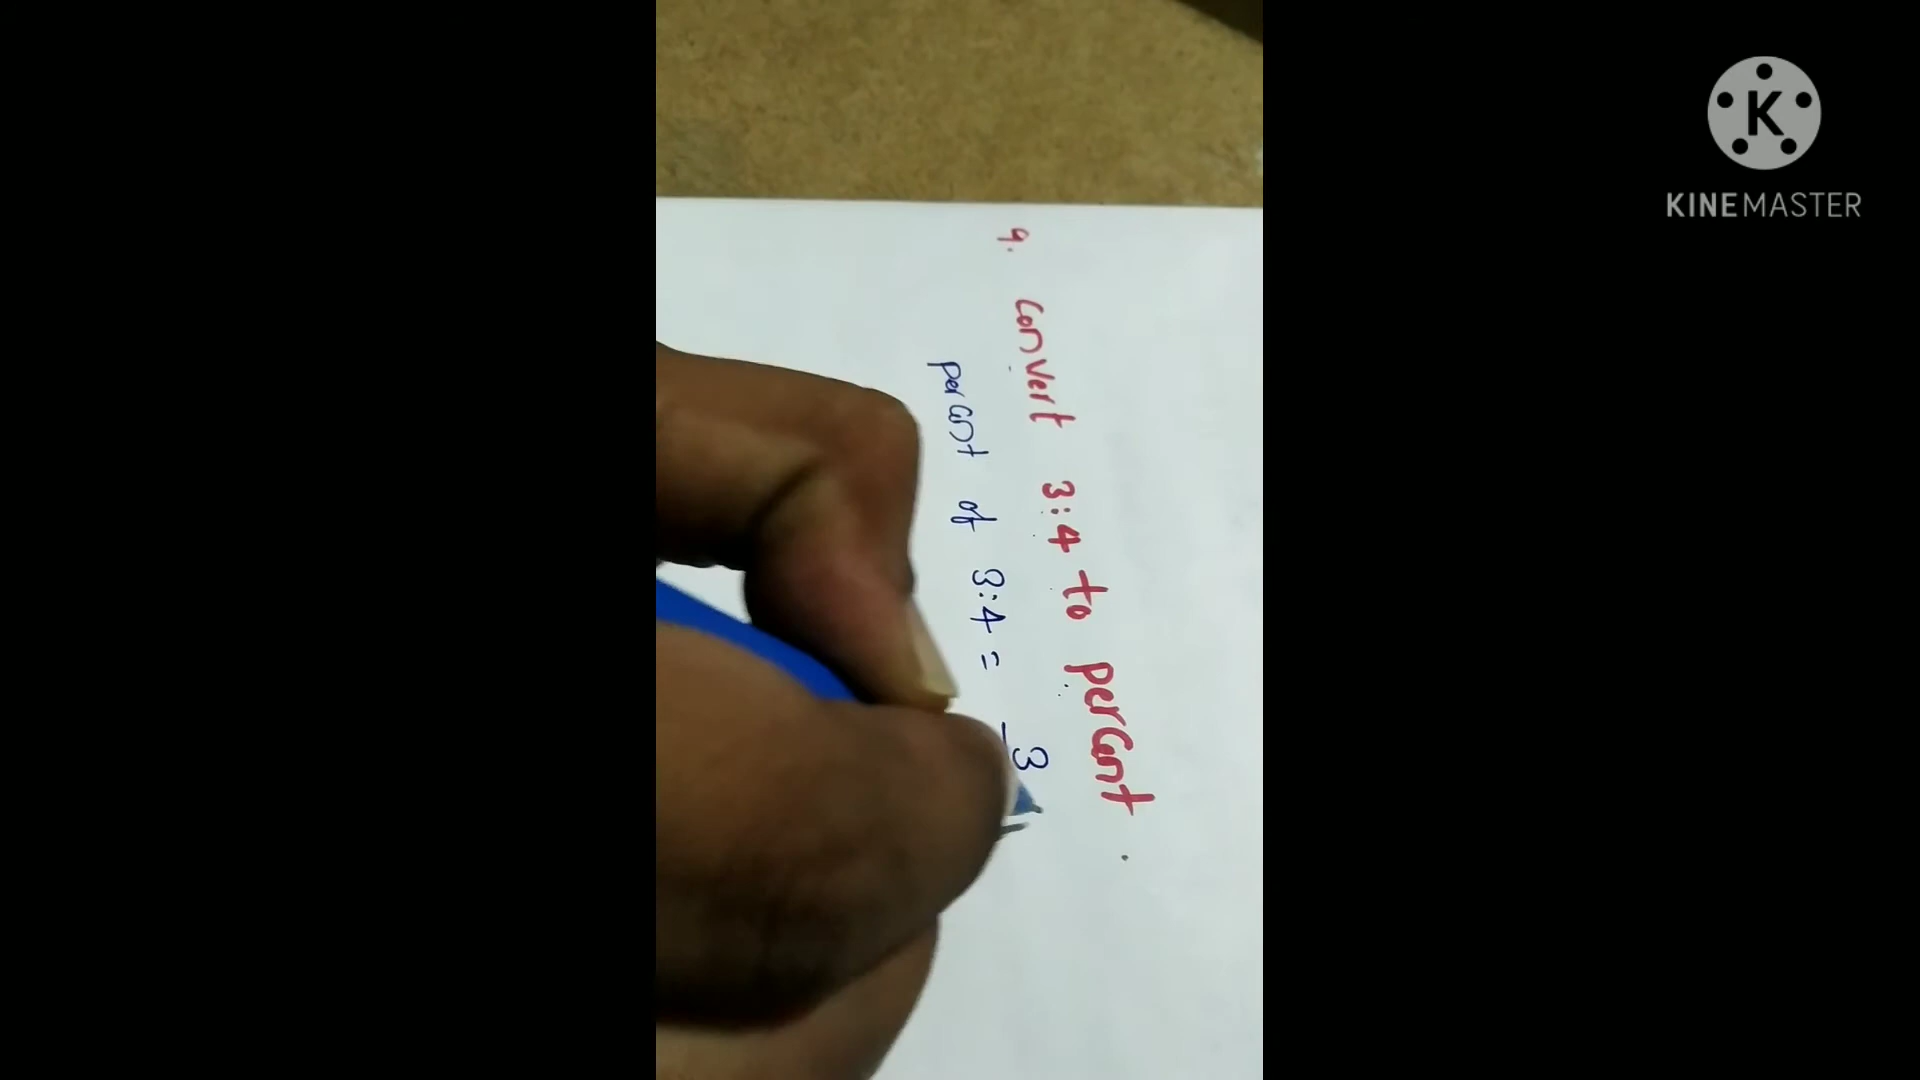 9. Convert 3:4 to percent.
percent of 3:4 = 3
KINEMASTER